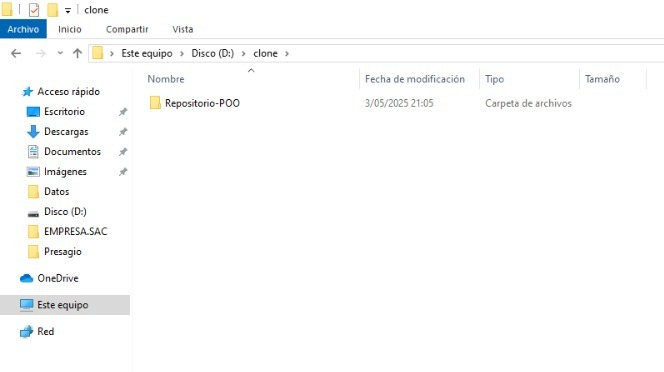 clone
Archivo Inicio Compartir Vista
Este equipo Disco (D:) clone
Nombre Fecha de modificación Tipo Tamaño
Repositorio-POO 3/05/2025 21:05 Carpeta de archivos
Acceso rápido
Escritorio
Descargas
Documentos
Imágenes
Datos
Disco (D:)
EMPRESA.SAC
Presagio
OneDrive
Este equipo
Red